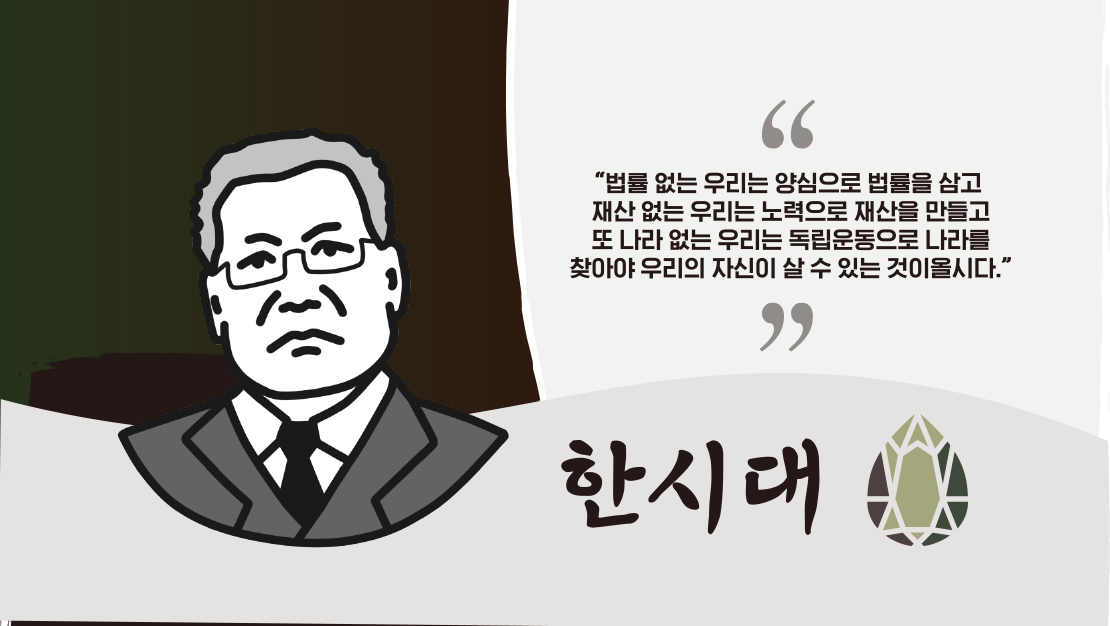 “
“법률 없는 우리는 양심으로 법률을 삼고
재산 없는 우리는 노력으로 재산을 만들고
또 나라 없는 우리는 독립운동으로 나라를
찾아야 우리의 자신이 살 수 있는 것이올시다.”
”
한시대